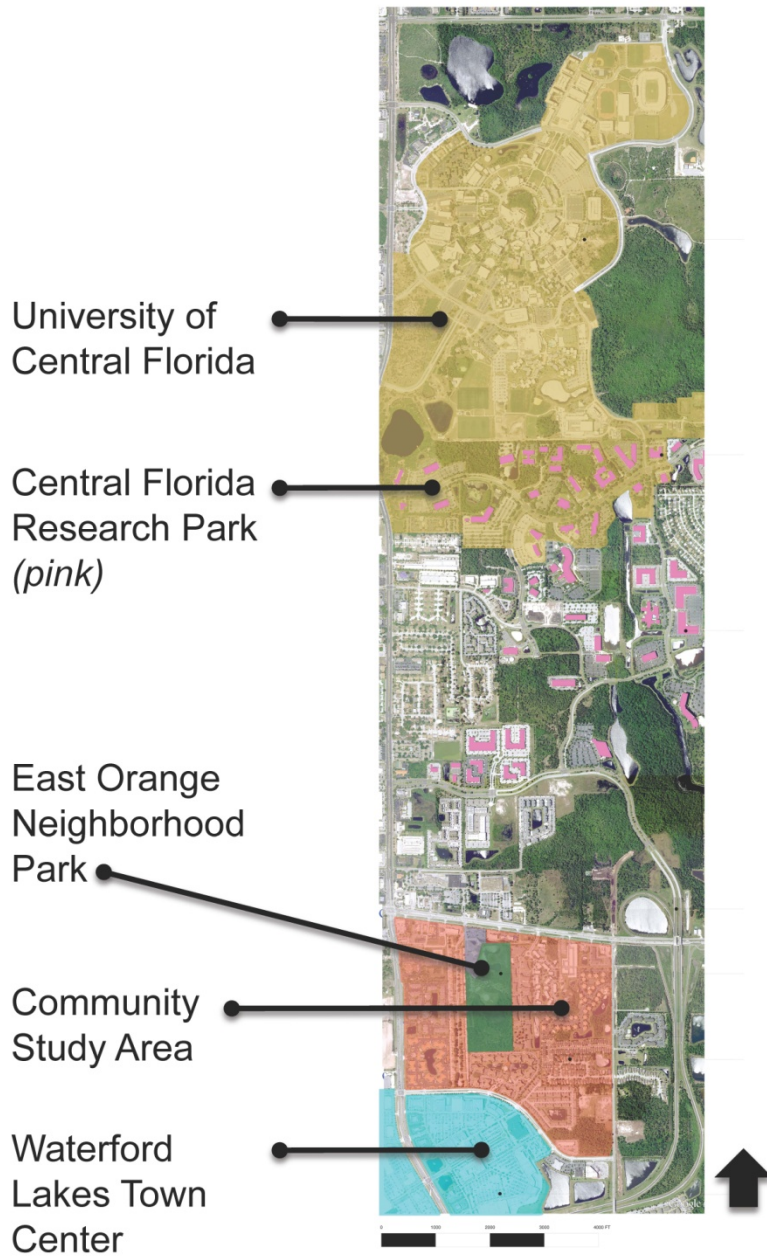 University of
Central Florida
Central Florida
Research Park
(pink)
East Orange
Neighborhood
Park
Community
Study Area
Waterford
Lakes Town
Center
0 1000 2000 3000 4000 FT